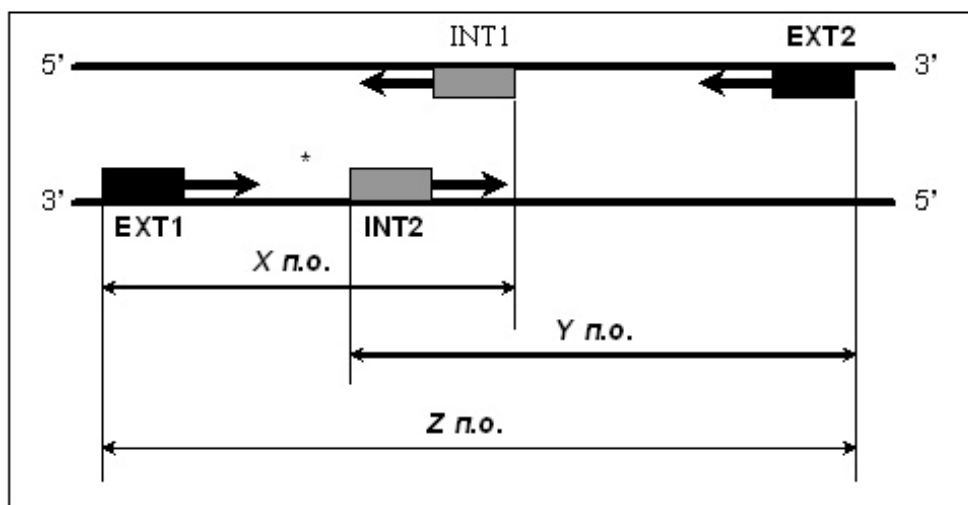 INT1 EXT2
5’ 3’
*
3’ 5’
EXT1 INT2
X п.о.
Y п.о.
Z п.о.